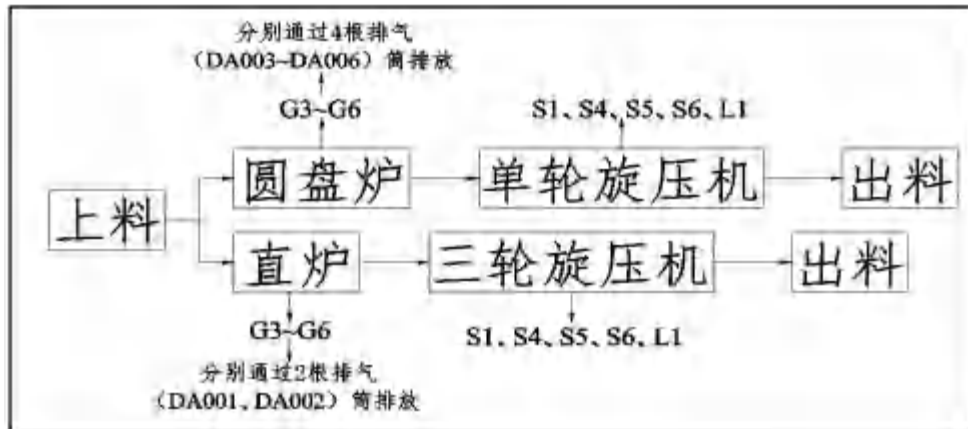 分别通过4根排气
(DA003~DA006)筒排放
G3~G6
S1、S4、S5、S6、L1
圆盘炉
单轮旋压机
出料
上料
直炉
三轮旋压机
出料
G3~G6
S1、S4、S5、S6、L1
分别通过2根排气
(DA001、DA002)筒排放